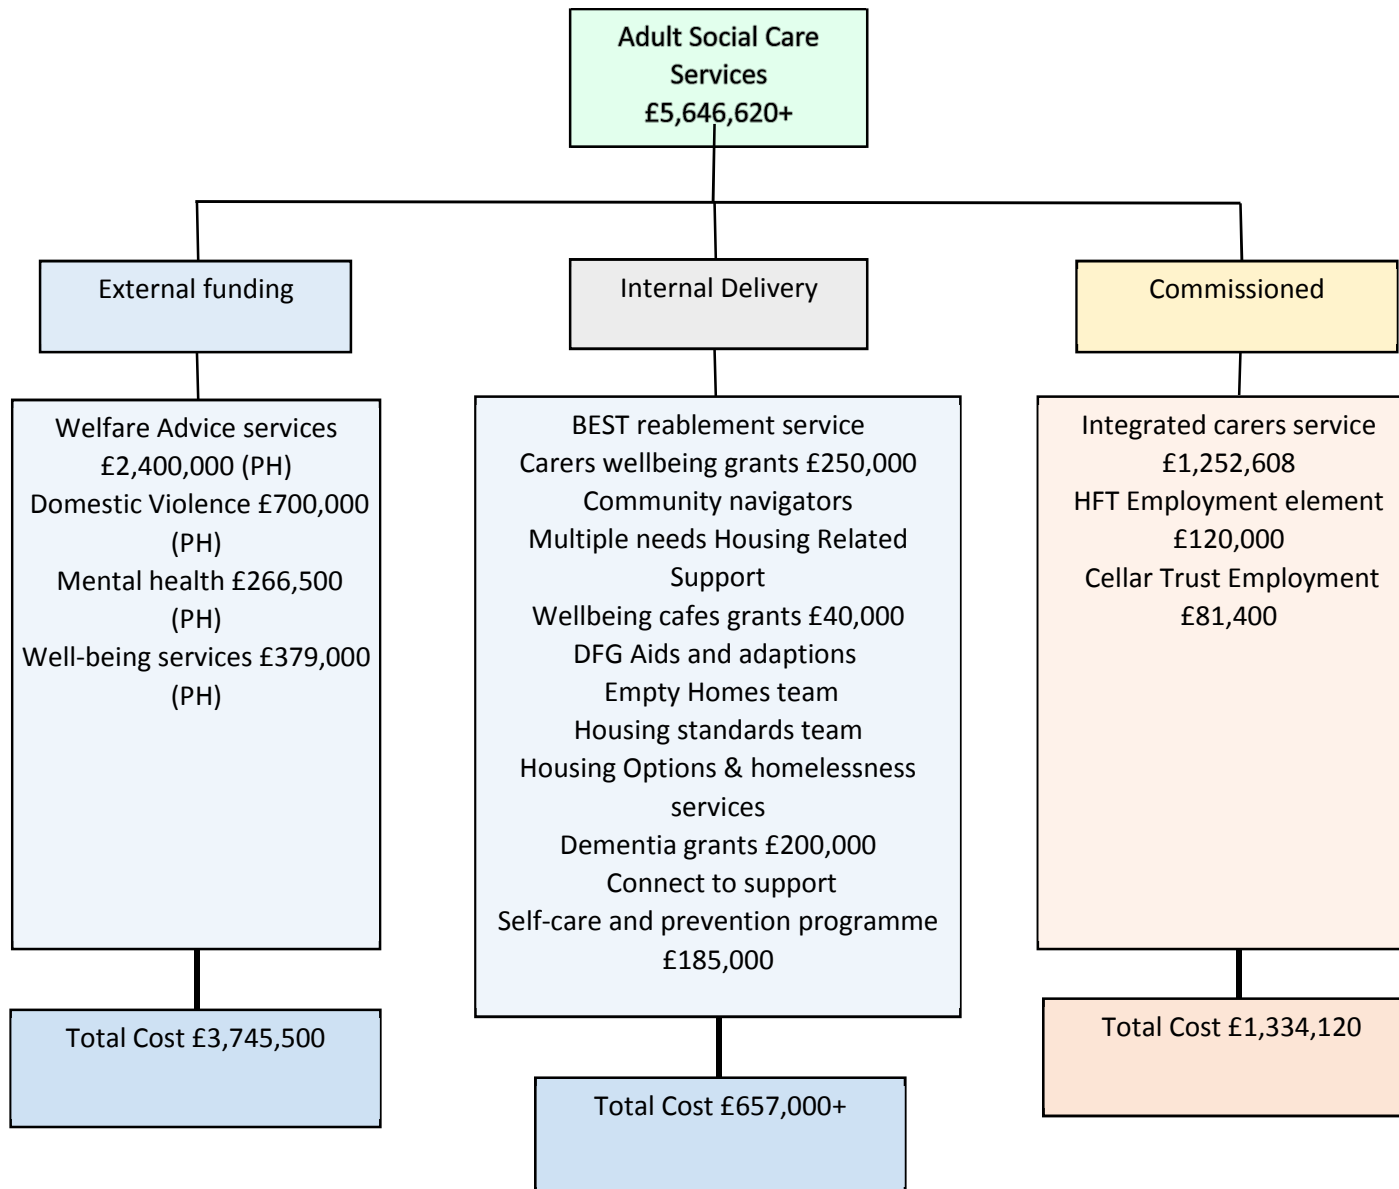 Adult Social Care
Services
£5,646,620+
External funding
Internal Delivery
Commissioned
Welfare Advice services
£2,400,000 (PH)
Domestic Violence £700,000
(PH)
Mental health £266,500
(PH)
Well-being services £379,000
(PH)
BEST reablement service
Carers wellbeing grants £250,000
Community navigators
Multiple needs Housing Related
Support
Wellbeing cafes grants £40,000
DFG Aids and adaptions
Empty Homes team
Housing standards team
Housing Options & homelessness
services
Dementia grants £200,000
Connect to support
Self-care and prevention programme
£185,000
Integrated carers service
£1,252,608
HFT Employment element
£120,000
Cellar Trust Employment
£81,400
Total Cost £3,745,500
Total Cost £657,000+
Total Cost £1,334,120